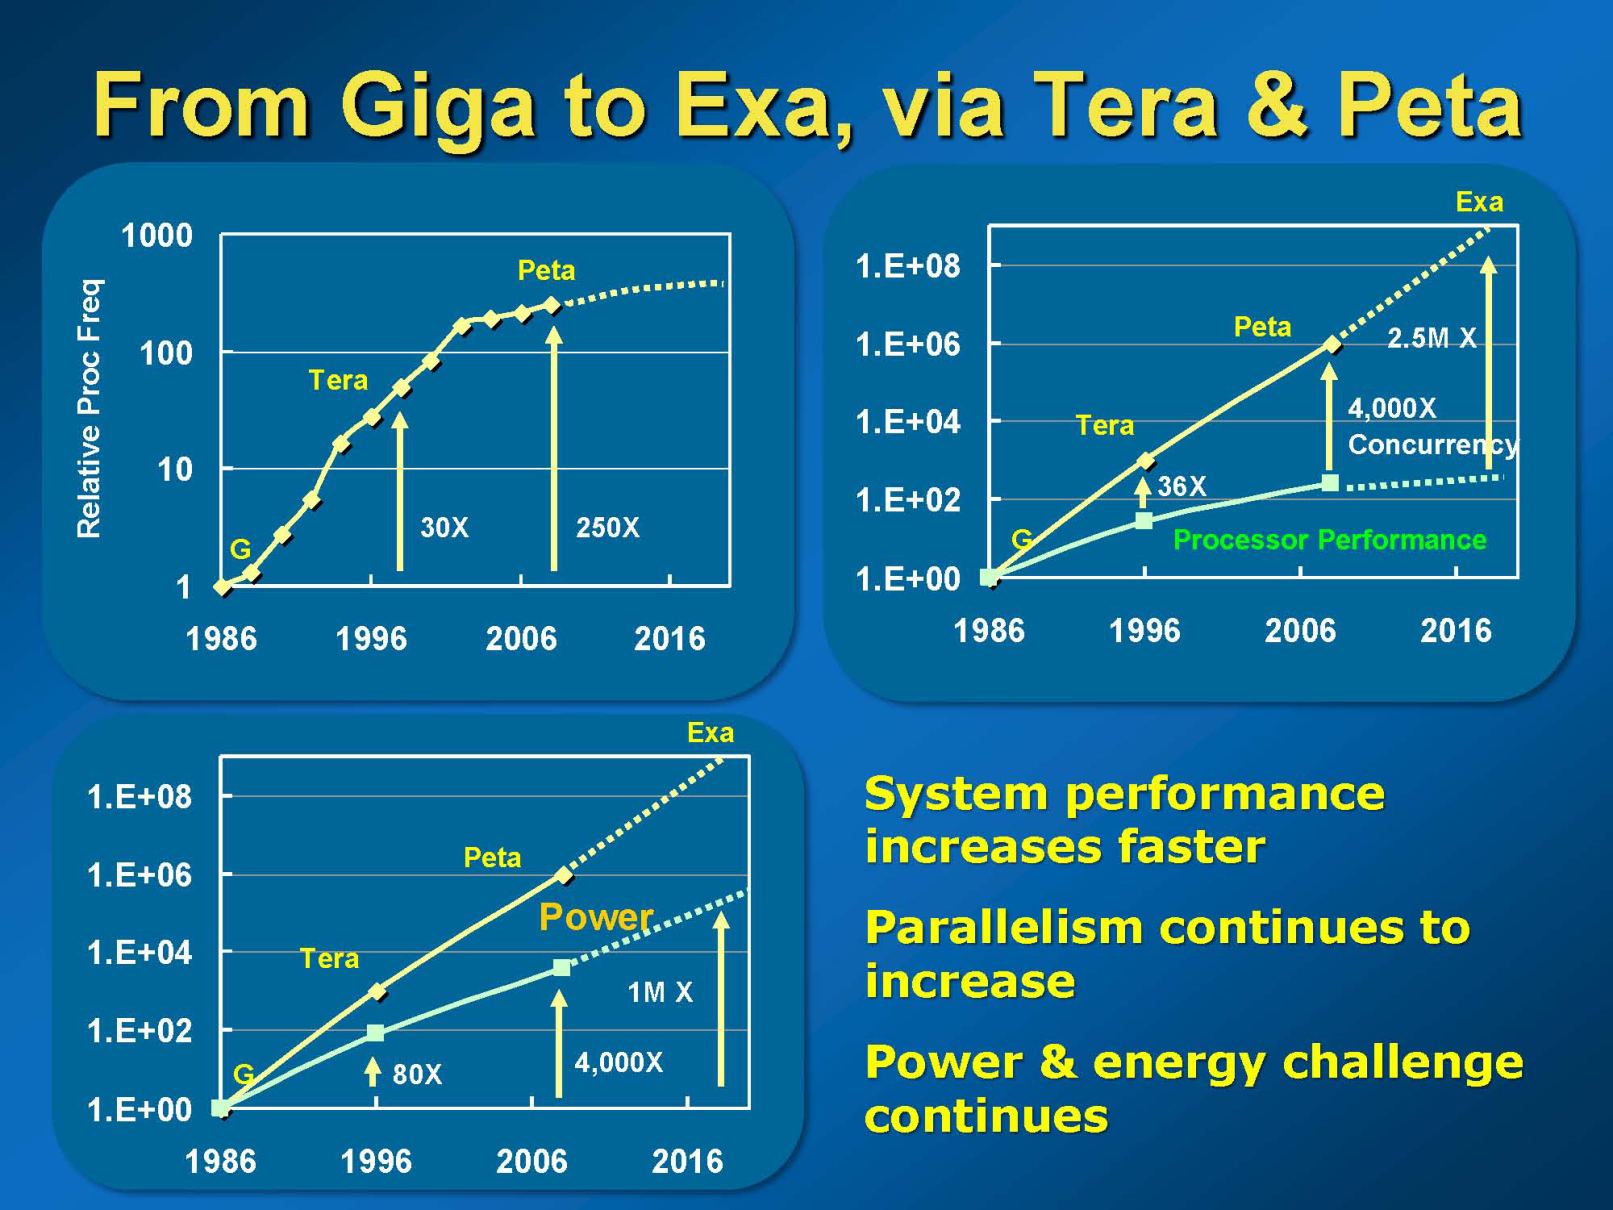 From Giga to Exa, via Tera & Peta
Relative Proc Freq
1000
100
10
1
Peta
Tera
G
30X
250X
1986 1996 2006 2016
Exa
1.E+08
1.E+06
1.E+04
1.E+02
1.E+00
Peta
2.5M X
4,000X
Concurrency
Tera
36X
G
Processor Performance
1986 1996 2006 2016
Exa
1.E+08
1.E+06
1.E+04
1.E+02
1.E+00
Peta
Power
Tera
1M X
4,000X
G
80X
1986 1996 2006 2016
System performance
increases faster
Parallelism continues to
increase
Power & energy challenge
continues